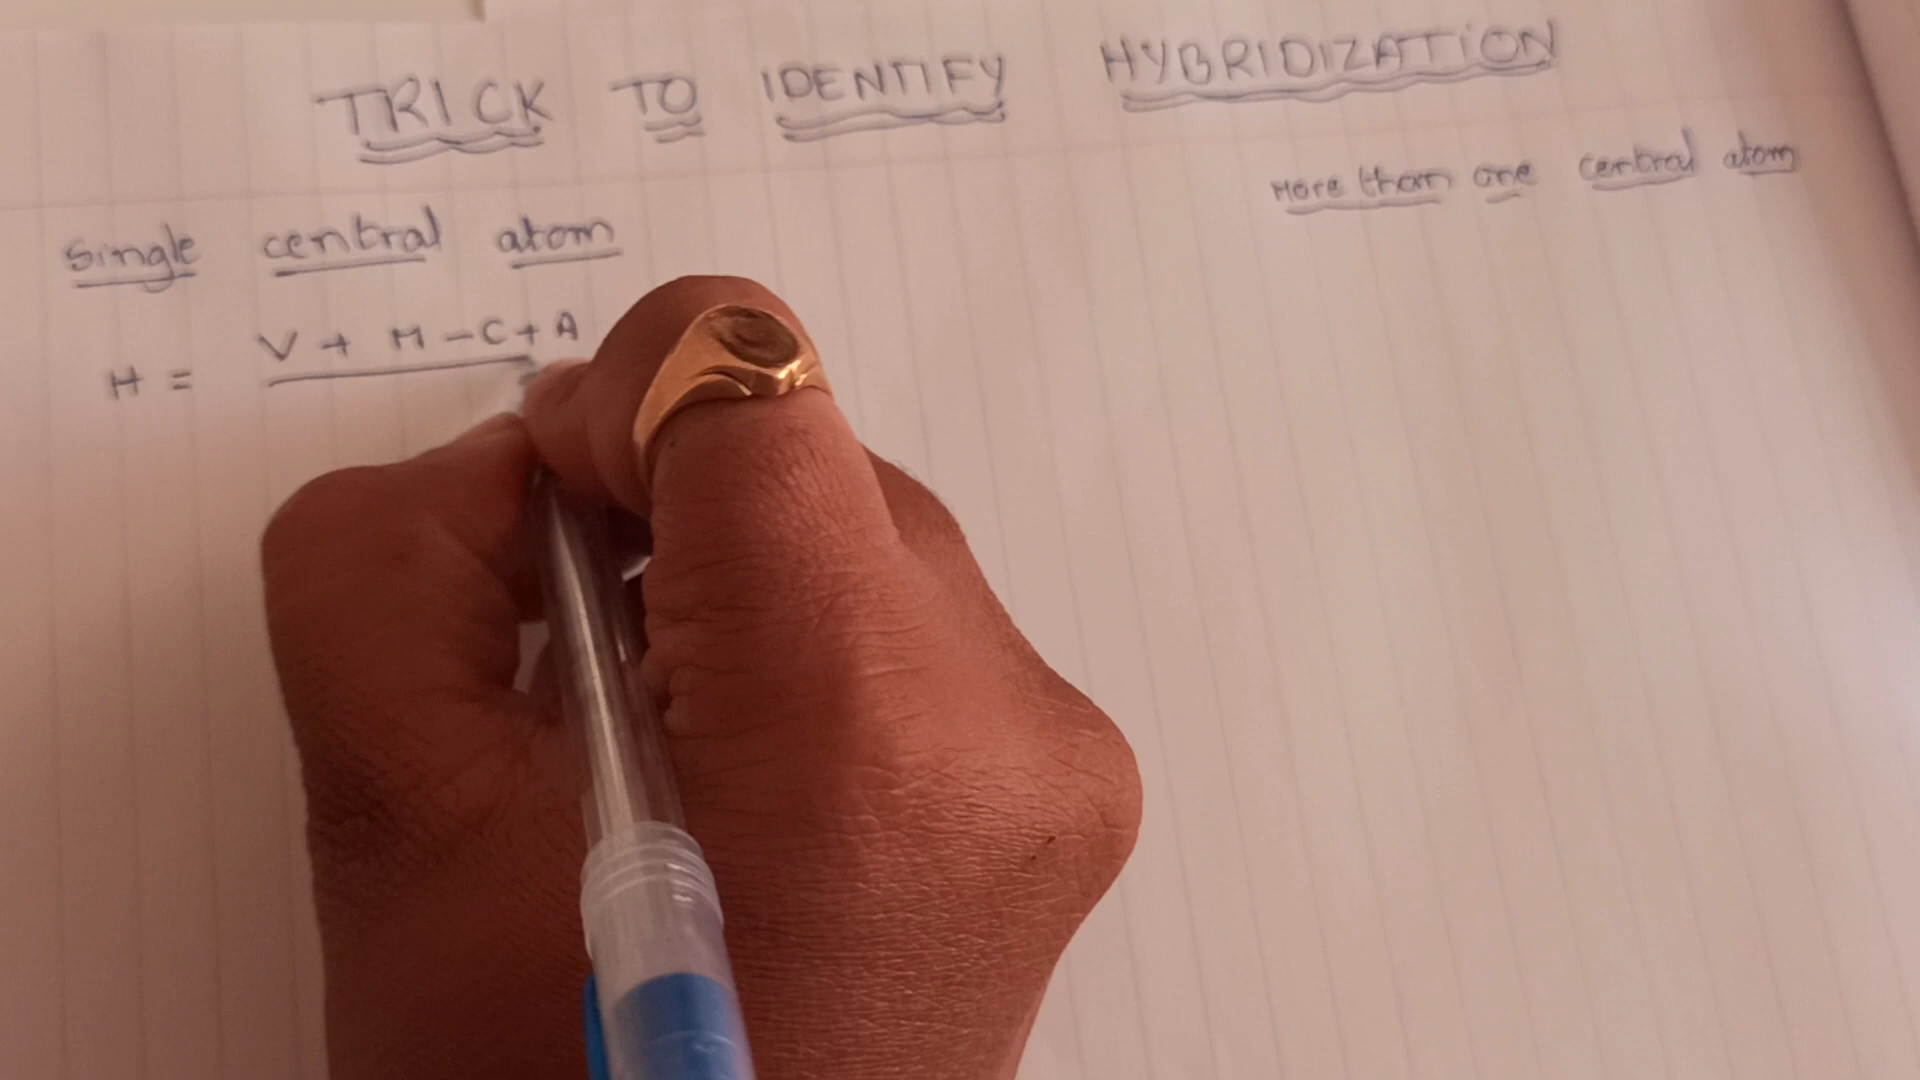 TRICK TO IDENTIFY HYBRIDIZATION
More than one central atom
Single central atom
H = V + M - C + A